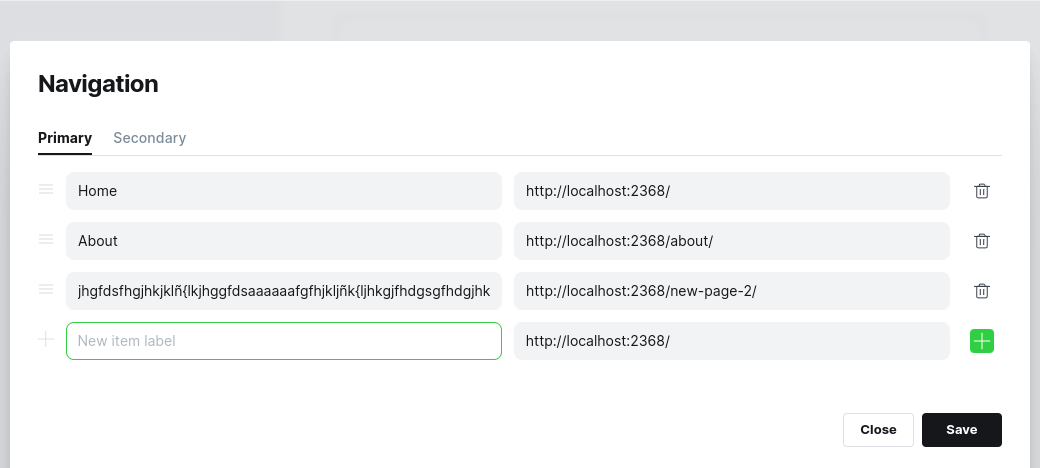 Navigation
Primary Secondary
Home http://localhost:2368/
About http://localhost:2368/about/
jhgfdsfhgjhkjklñ{lkjhggfdsaaaaaafgfhjkljñk{ljhkgjfhdgsgfhdgjhk http://localhost:2368/new-page-2/
New item label http://localhost:2368/
Close Save